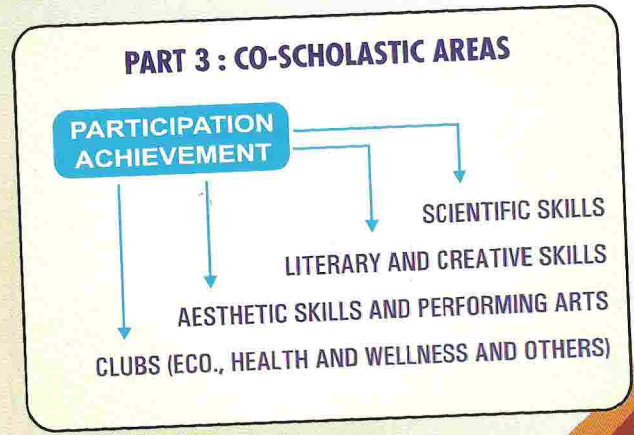 PART 3 : CO-SCHOLASTIC AREAS
PARTICIPATION
ACHIEVEMENT
SCIENTIFIC SKILLS
LITERARY AND CREATIVE SKILLS
AESTHETIC SKILLS AND PERFORMING ARTS
CLUBS (ECO., HEALTH AND WELLNESS AND OTHERS)